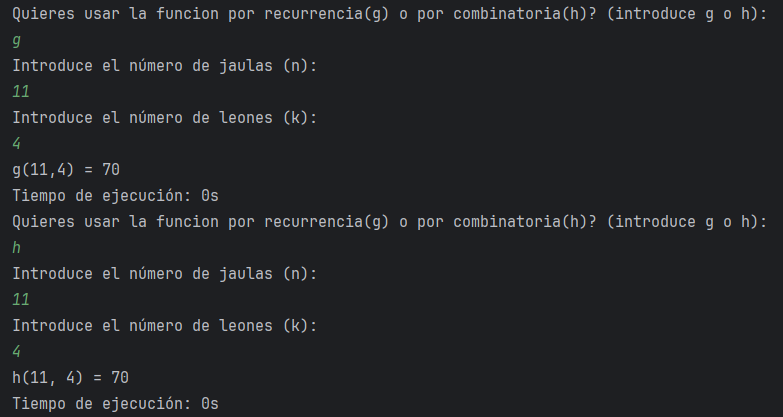 Quieres usar la funcion por recurrencia(g) o por combinatoria(h)? (introduce g o h):
g
Introduce el número de jaulas (n):
11
Introduce el número de leones (k):
4
g(11,4) = 70
Tiempo de ejecución: 0s
Quieres usar la funcion por recurrencia(g) o por combinatoria(h)? (introduce g o h):
h
Introduce el número de jaulas (n):
11
Introduce el número de leones (k):
4
h(11, 4) = 70
Tiempo de ejecución: 0s